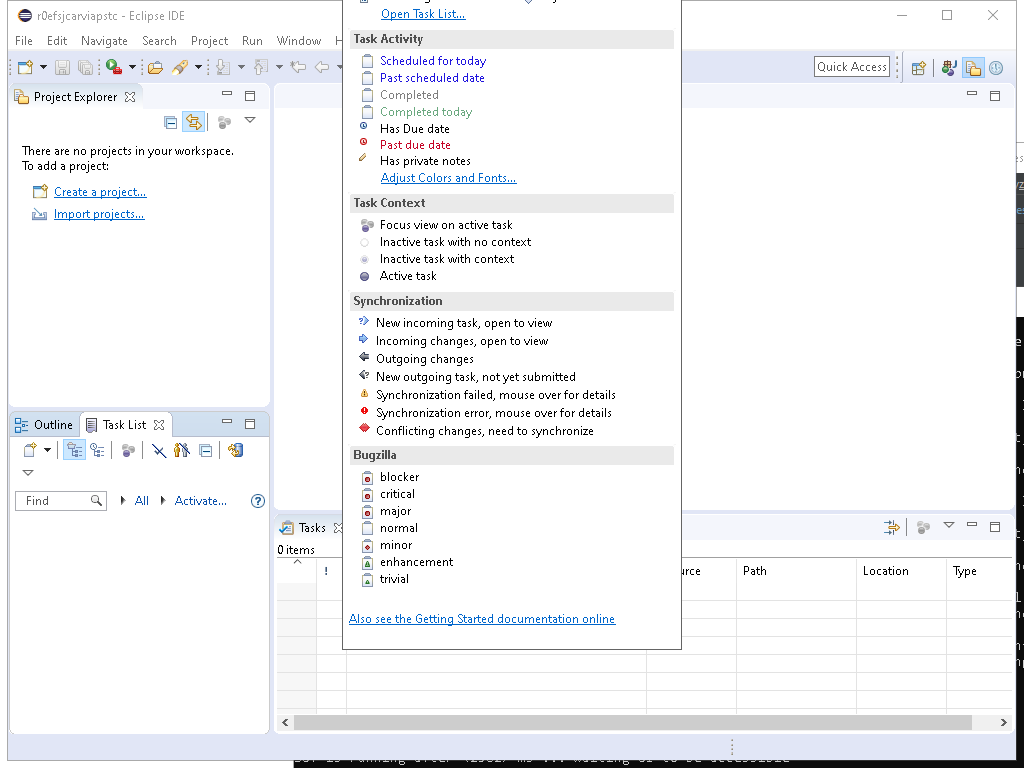 r0efsjcarviapstc - Eclipse IDE
File Edit Navigate Search Project Run Window
Quick Access
Project Explorer
There are no projects in your workspace.
To add a project:
Create a project...
Import projects...
Outline Task List
Find All Activate...
Open Task List...
Task Activity
Scheduled for today
Past scheduled date
Completed
Completed today
Has Due date
Past due date
Has private notes
Adjust Colors and Fonts...
Task Context
Focus view on active task
Inactive task with no context
Inactive task with context
Active task
Synchronization
New incoming task, open to view
Incoming changes, open to view
Outgoing changes
New outgoing task, not yet submitted
Synchronization failed, mouse over for details
Synchronization error, mouse over for details
Conflicting changes, need to synchronize
Bugzilla
blocker
critical
major
normal
minor
enhancement
trivial
Also see the Getting Started documentation online
Tasks
0 items
! Path Location Type